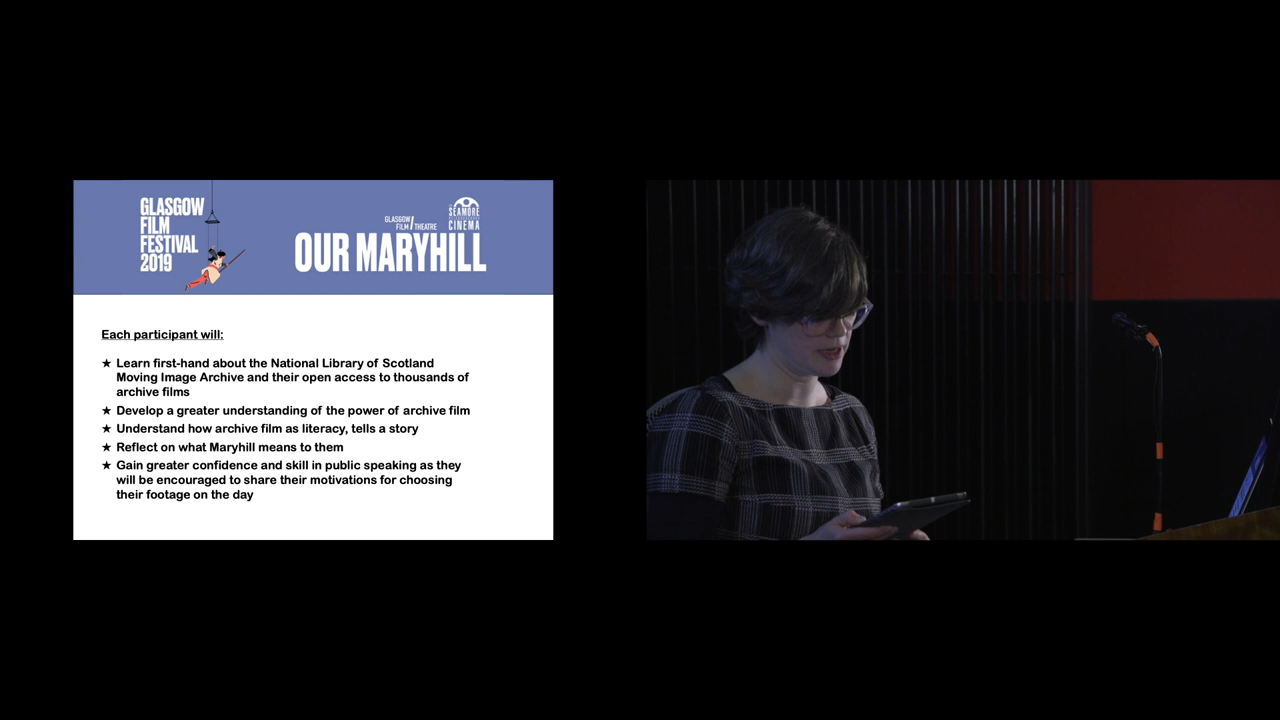 GLASGOW
FILM
FESTIVAL
2019
GLASGOW
FILM / THEATRE
SEAMORE
CINEMA
OUR MARYHILL
Each participant will:
★ Learn first-hand about the National Library of Scotland
Moving Image Archive and their open access to thousands of
archive films
★ Develop a greater understanding of the power of archive film
★ Understand how archive film as literacy, tells a story
★ Reflect on what Maryhill means to them
★ Gain greater confidence and skill in public speaking as they
will be encouraged to share their motivations for choosing
their footage on the day